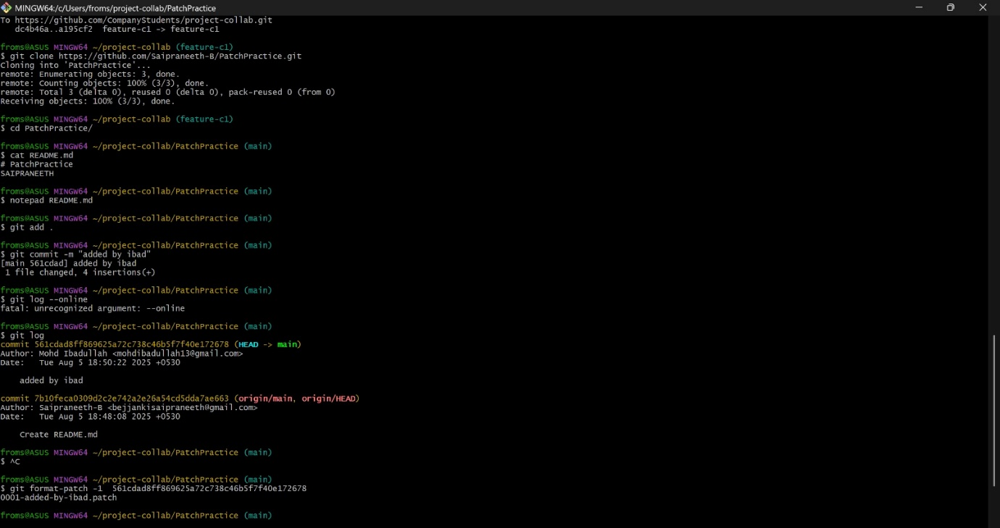 MINGW64:/c/Users/froms/project-collab/PatchPractice
To https://github.com/CompanyStudents/project-collab.git
dc4b46a..a195cf2  feature-c1 -> feature-c1
froms@ASUS MINGW64 ~/project-collab (feature-c1)
$ git clone https://github.com/Saipraneeth-B/PatchPractice.git
Cloning into 'PatchPractice'...
remote: Enumerating objects: 3, done.
remote: Counting objects: 100% (3/3), done.
remote: Total 3 (delta 0), reused 0 (delta 0), pack-reused 0 (from 0)
Receiving objects: 100% (3/3), done.
froms@ASUS MINGW64 ~/project-collab (feature-c1)
$ cd PatchPractice/
froms@ASUS MINGW64 ~/project-collab/PatchPractice (main)
$ cat README.md
# PatchPractice
SAIPRANEETH
froms@ASUS MINGW64 ~/project-collab/PatchPractice (main)
$ notepad README.md
froms@ASUS MINGW64 ~/project-collab/PatchPractice (main)
$ git add .
froms@ASUS MINGW64 ~/project-collab/PatchPractice (main)
$ git commit -m "added by ibad"
[main 561cdad] added by ibad
1 file changed, 4 insertions(+)
froms@ASUS MINGW64 ~/project-collab/PatchPractice (main)
$ git log --online
fatal: unrecognized argument: --online
froms@ASUS MINGW64 ~/project-collab/PatchPractice (main)
$ git log
commit 561cdad8ff869625a72c738c46b5f7f40e172678 (HEAD -> main)
Author: Mohd Ibadullah <mohdibadullah13@gmail.com>
Date:   Tue Aug 5 18:50:22 2025 +0530
added by ibad
commit 7b10feca0309d2c2e742a2e26a54cd5dda7ae663 (origin/main, origin/HEAD)
Author: Saipraneeth-B <bejjankisaipraneeth@gmail.com>
Date:   Tue Aug 5 18:48:08 2025 +0530
Create README.md
froms@ASUS MINGW64 ~/project-collab/PatchPractice (main)
$ ^C
froms@ASUS MINGW64 ~/project-collab/PatchPractice (main)
$ git format-patch -1  561cdad8ff869625a72c738c46b5f7f40e172678
0001-added-by-ibad.patch
froms@ASUS MINGW64 ~/project-collab/PatchPractice (main)